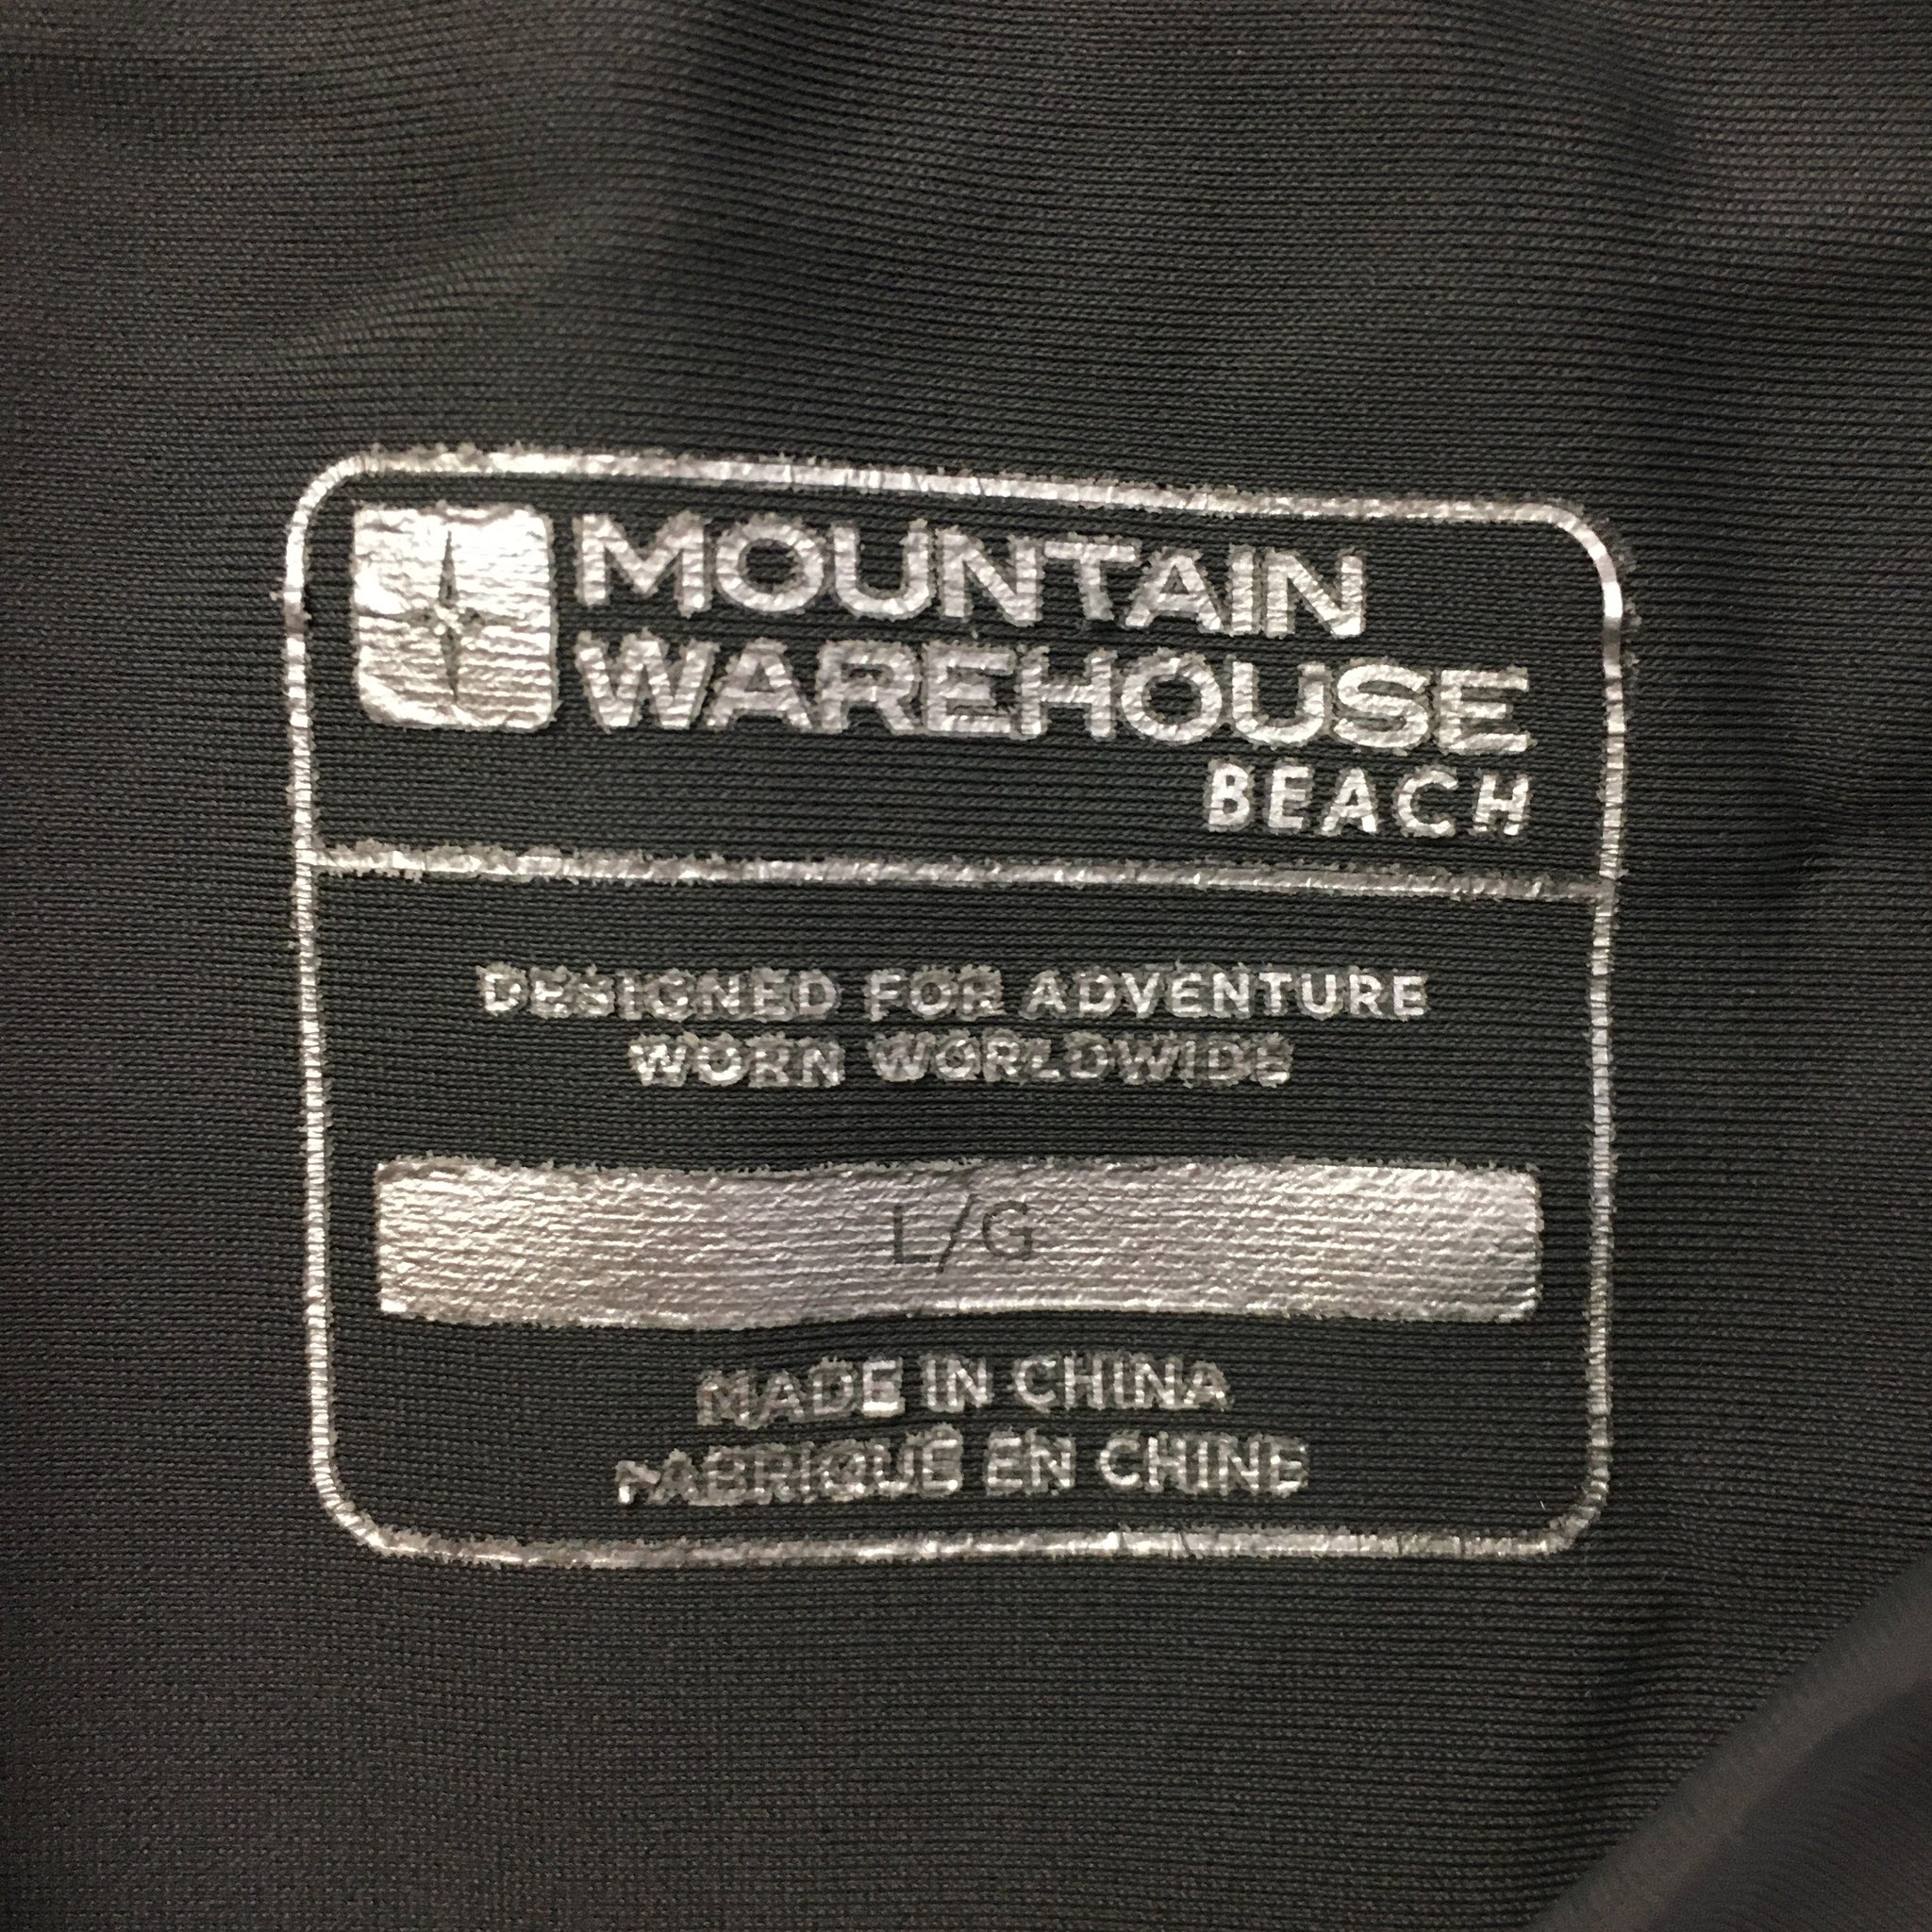 MOUNTAIN
WAREHOUSE
BEACH
DESIGNED FOR ADVENTURE
WORN WORLDWIDE
L/G
MADE IN CHINA
FABRIQUÉ EN CHINE